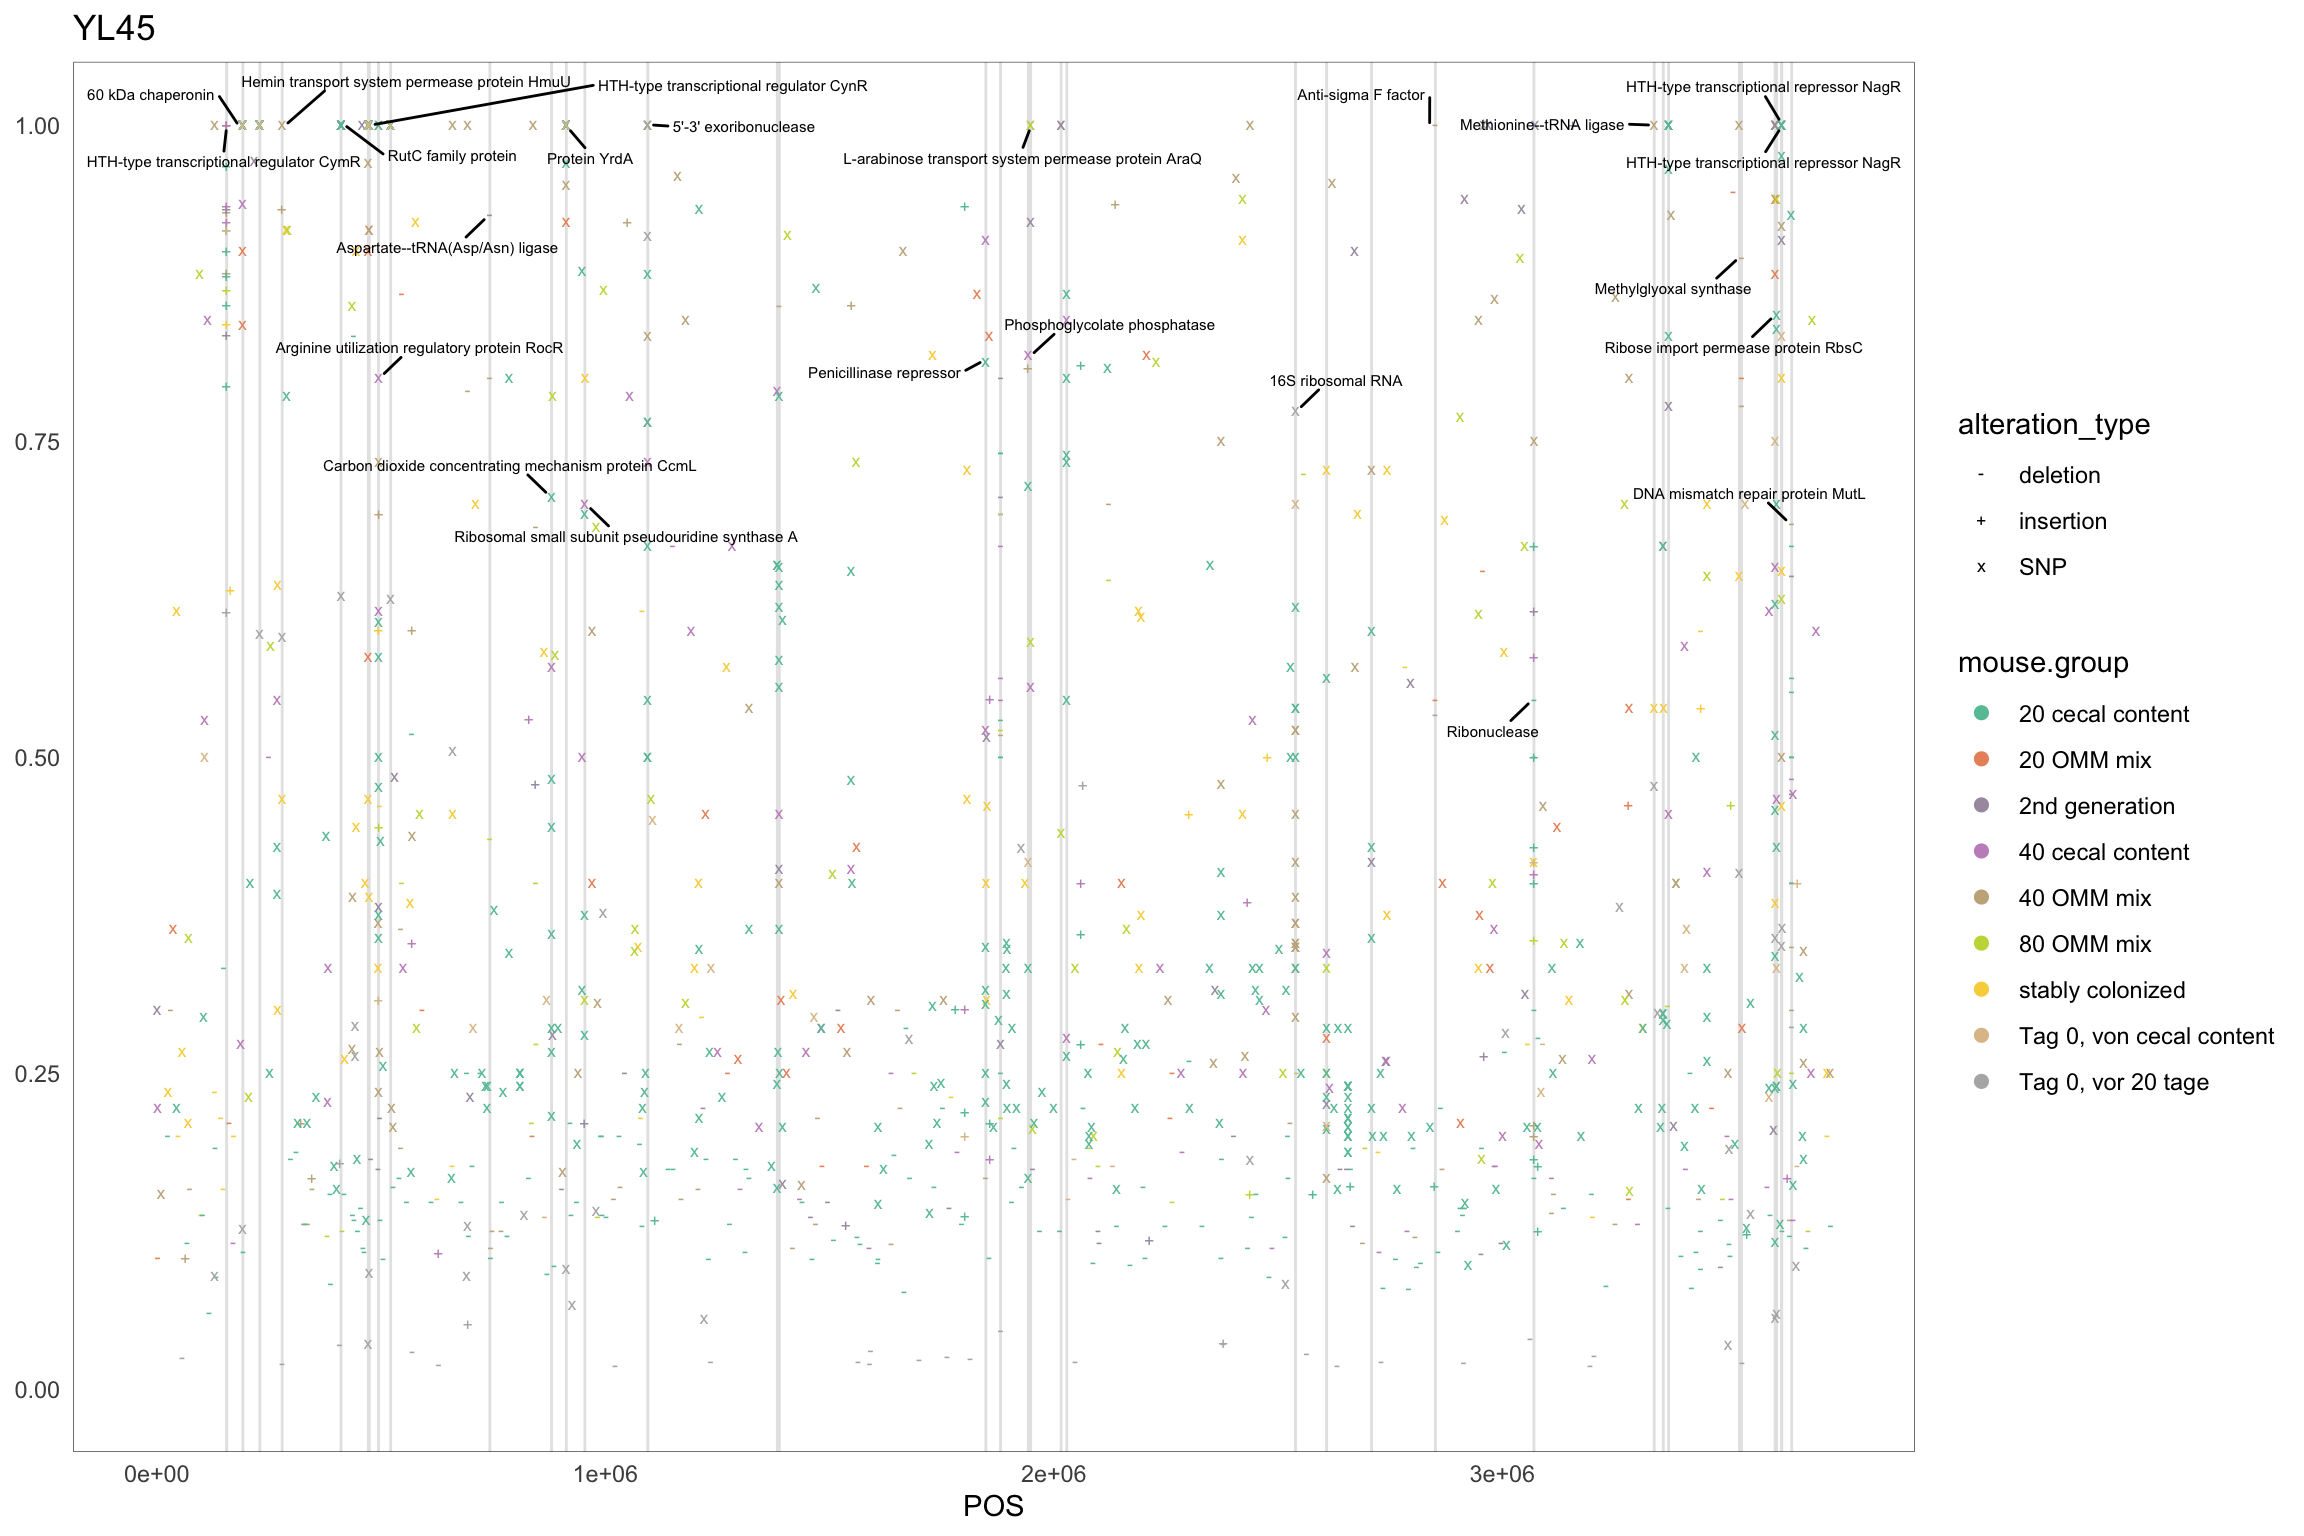 YL45
Hemin transport system permease protein HmuU
HTH-type transcriptional regulator CynR
HTH-type transcriptional repressor NagR
60 kDa chaperonin
Anti-sigma F factor
1.00
5'-3' exoribonuclease
Methionine--tRNA ligase
HTH-type transcriptional regulator CymR
RutC family protein
Protein YrdA
L-arabinose transport system permease protein AraQ
HTH-type transcriptional repressor NagR
Aspartate--tRNA(Asp/Asn) ligase
Methylglyoxal synthase
Phosphoglycolate phosphatase
Arginine utilization regulatory protein RocR
Ribose import permease protein RbsC
Penicillinase repressor
16S ribosomal RNA
0.75
Carbon dioxide concentrating mechanism protein CcmL
DNA mismatch repair protein MutL
Ribosomal small subunit pseudouridine synthase A
Ribonuclease
0.50
0.25
0.00
0e+00
1e+06
2e+06
3e+06
POS
alteration_type
- deletion
+ insertion
x SNP
mouse.group
20 cecal content
20 OMM mix
2nd generation
40 cecal content
40 OMM mix
80 OMM mix
stably colonized
Tag 0, von cecal content
Tag 0, vor 20 tage